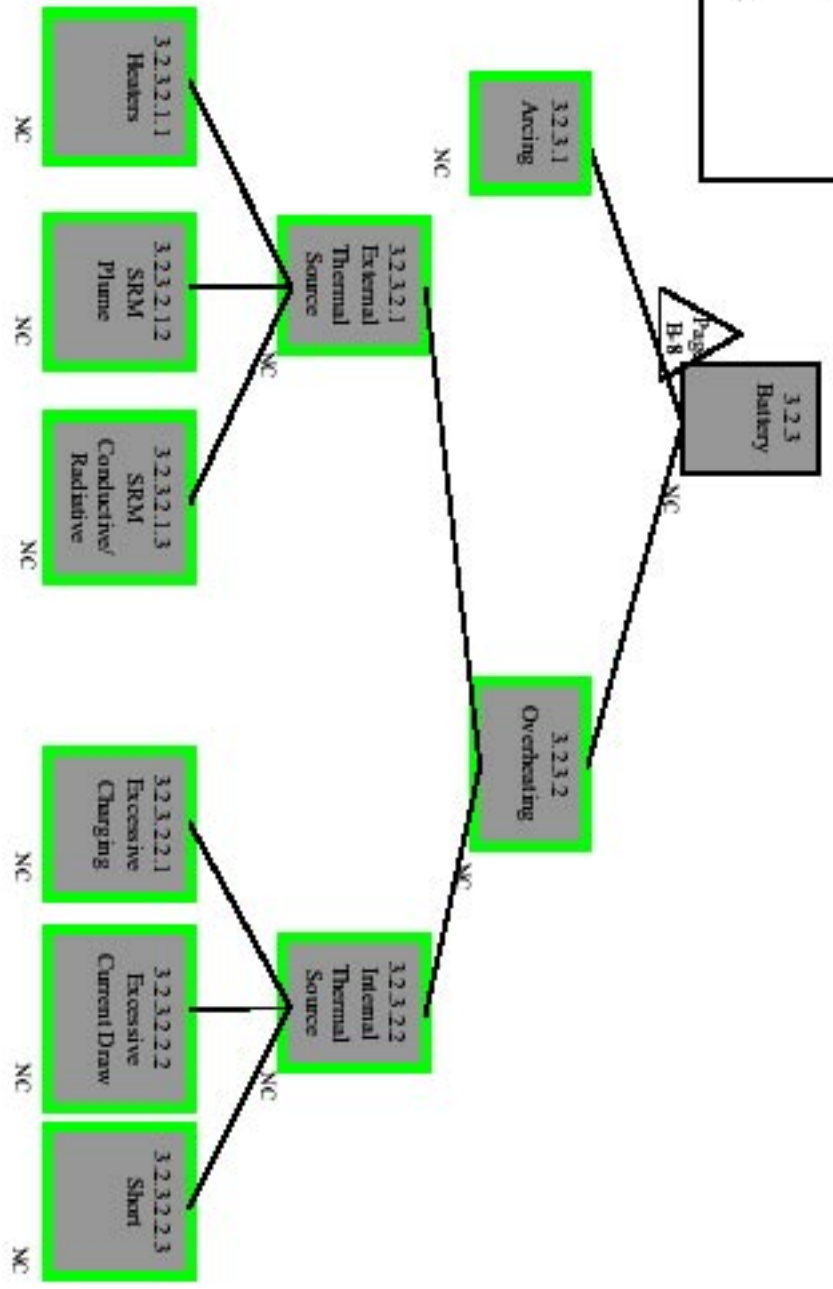 Page
B-8
3.2.3
Battery
NC
3.2.3.1
Arcing
NC
3.2.3.2
Overheating
NC
3.2.3.2.1
External
Thermal
Source
NC
3.2.3.2.2
Internal
Thermal
Source
NC
3.2.3.2.1.1
Heaters
NC
3.2.3.2.1.2
SRM
Plume
NC
3.2.3.2.1.3
SRM
Conductive/
Radiative
NC
3.2.3.2.2.1
Excessive
Charging
NC
3.2.3.2.2.2
Excessive
Current Draw
NC
3.2.3.2.2.3
Short
NC